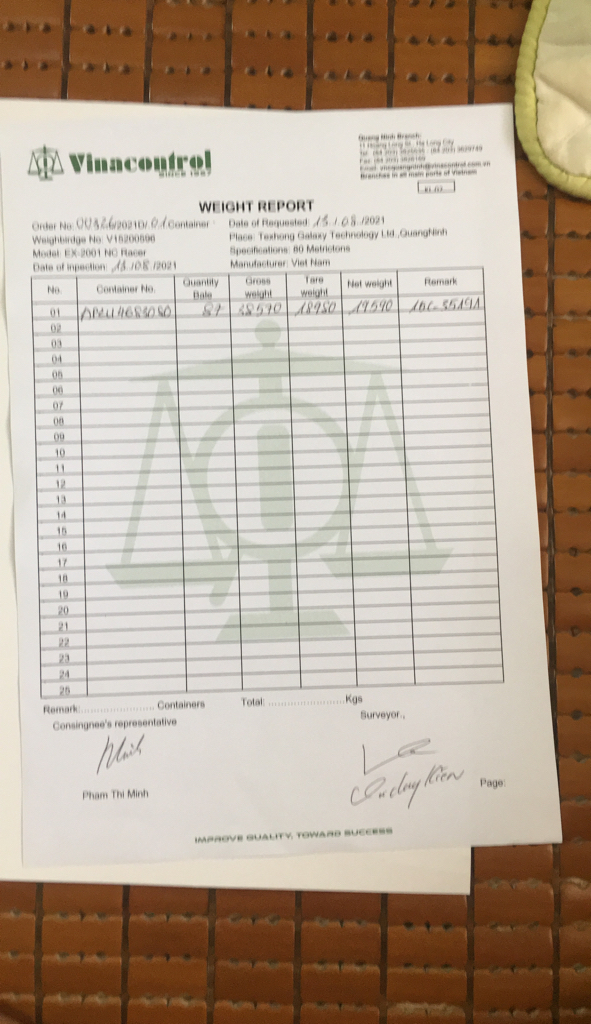 Vinacontrol
SINCE 1957
Quang Ninh Branch:
11 Hoang Long St., Ha Long City
Branches in all main ports of Vietnam
WEIGHT REPORT
Order No: 00326/2021D/.01.Container
Date of Requested: 13./.08./2021
Weighbridge No: V15200596
Place: Texhong Galaxy Technology Ltd.,QuangNinh
Model: EX-2001 NC Racer
Specifications: 80 Metrictons
Date of inpection: 13./08./2021
Manufacturer: Viet Nam
No. Container No. Quantity Bale Gross weight Tare weight Net weight Remark
01 87 38570 18980 19590
02
03
04
05
06
07
08
09
10
11
12
13
14
15
16
17
18
19
20
21
22
23
24
25
Remark:..................... Containers Total: ......................Kgs
Consingnee's representative Surveyor.,
Minh
Pham Thi Minh
Page:
IMPROVE QUALITY, TOWARD SUCCESS